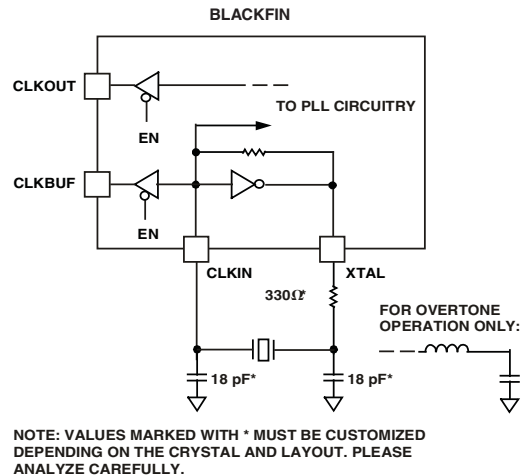 BLACKFIN
CLKOUT
TO PLL CIRCUITRY
EN
CLKBUF
EN
CLKIN
XTAL
330Ω*
FOR OVERTONE
OPERATION ONLY:
18 pF*
18 pF*
NOTE: VALUES MARKED WITH * MUST BE CUSTOMIZED
DEPENDING ON THE CRYSTAL AND LAYOUT. PLEASE
ANALYZE CAREFULLY.